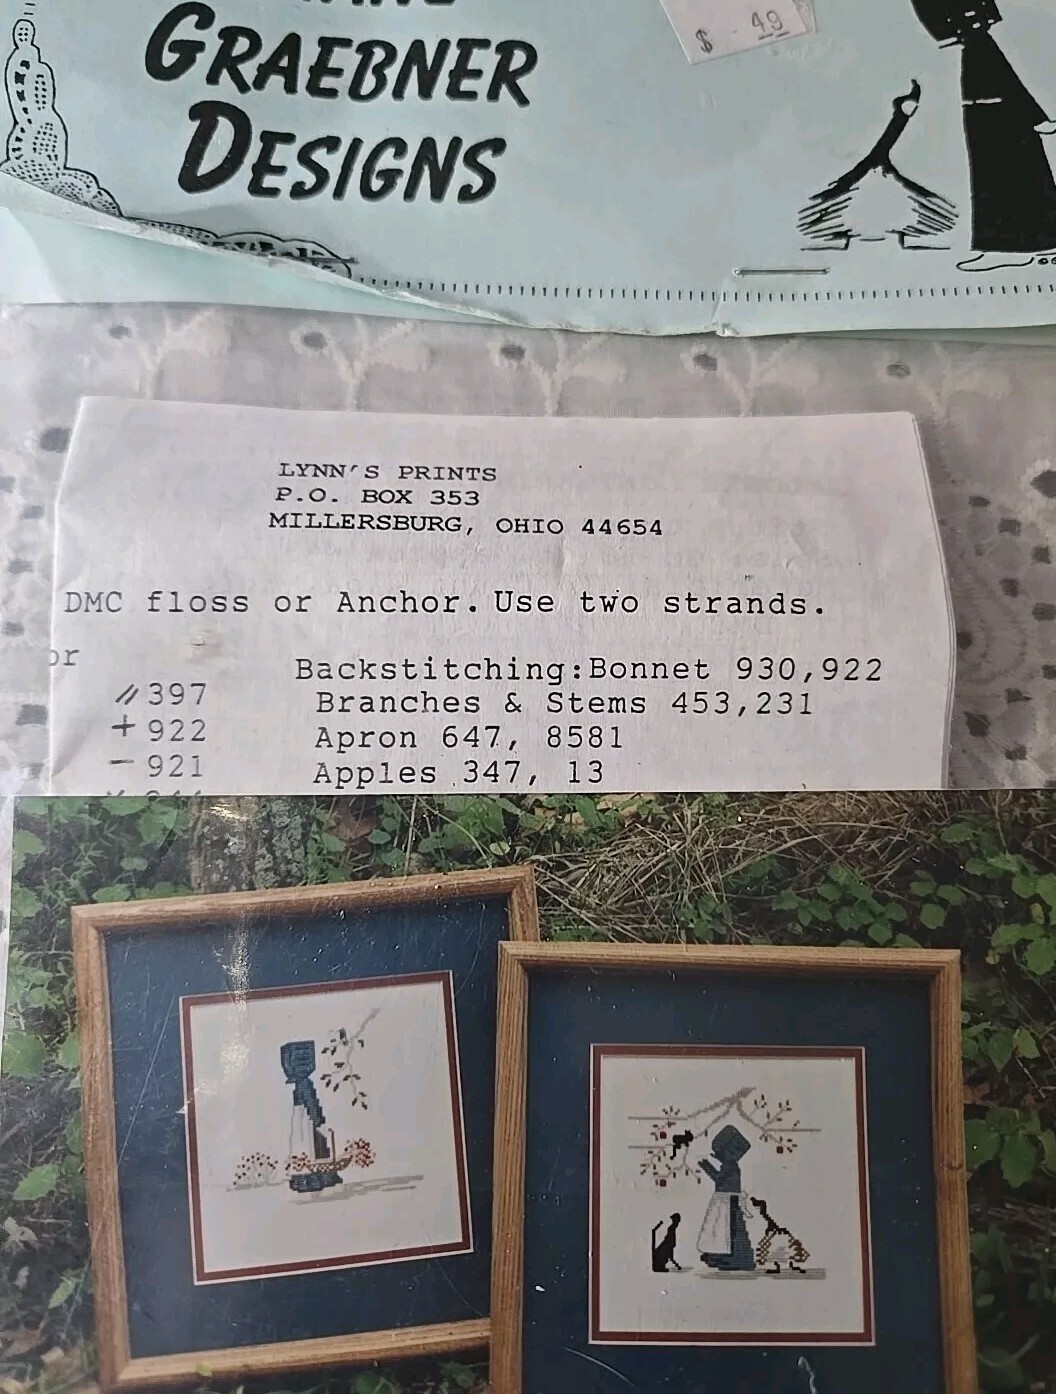 GRAEBNER
DESIGNS
$ .49
LYNN'S PRINTS
P.O. BOX 353
MILLERSBURG, OHIO 44654
DMC floss or Anchor. Use two strands.
Backstitching:Bonnet 930,922
// 397 Branches & Stems 453,231
+ 922 Apron 647, 8581
- 921 Apples 347, 13